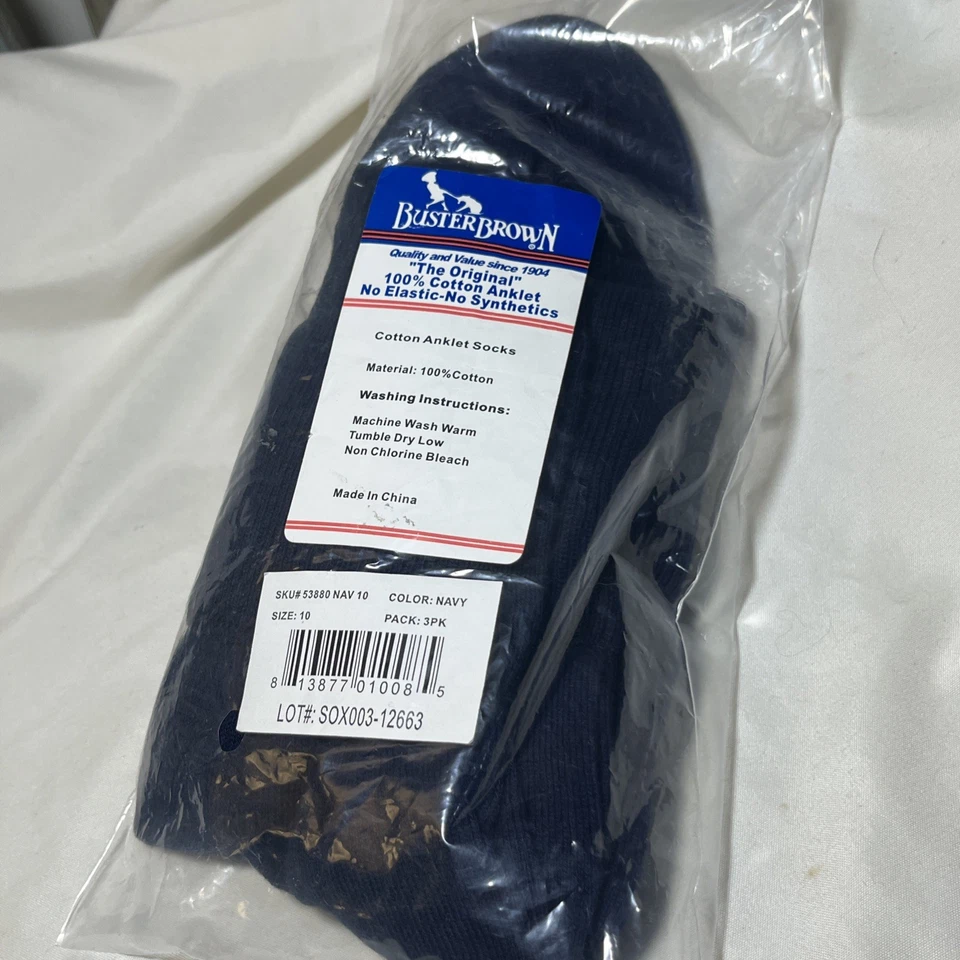 BUSTER BROWN®
Quality and Value since 1904
"The Original"
100% Cotton Anklet
No Elastic-No Synthetics
Cotton Anklet Socks
Material: 100%Cotton
Washing Instructions:
Machine Wash Warm
Tumble Dry Low
Non Chlorine Bleach
Made In China
SKU# 53880 NAV 10 COLOR: NAVY
SIZE: 10 PACK: 3PK
8 13877 01008 5
LOT#: SOX003-12663